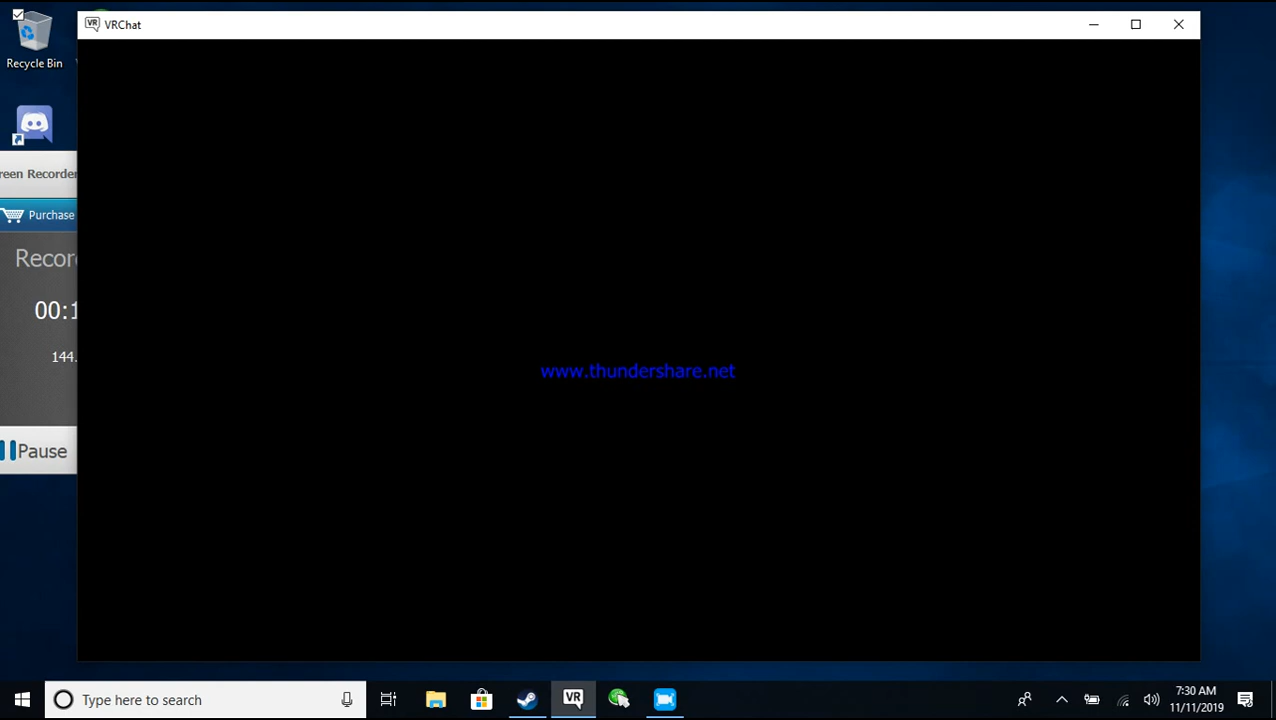 VRChat
Recycle Bin
reen Recorder
Purchase
Recor
00:1
144.
Pause
www.thundershare.net
Type here to search
VR
7:30 AM
11/11/2019